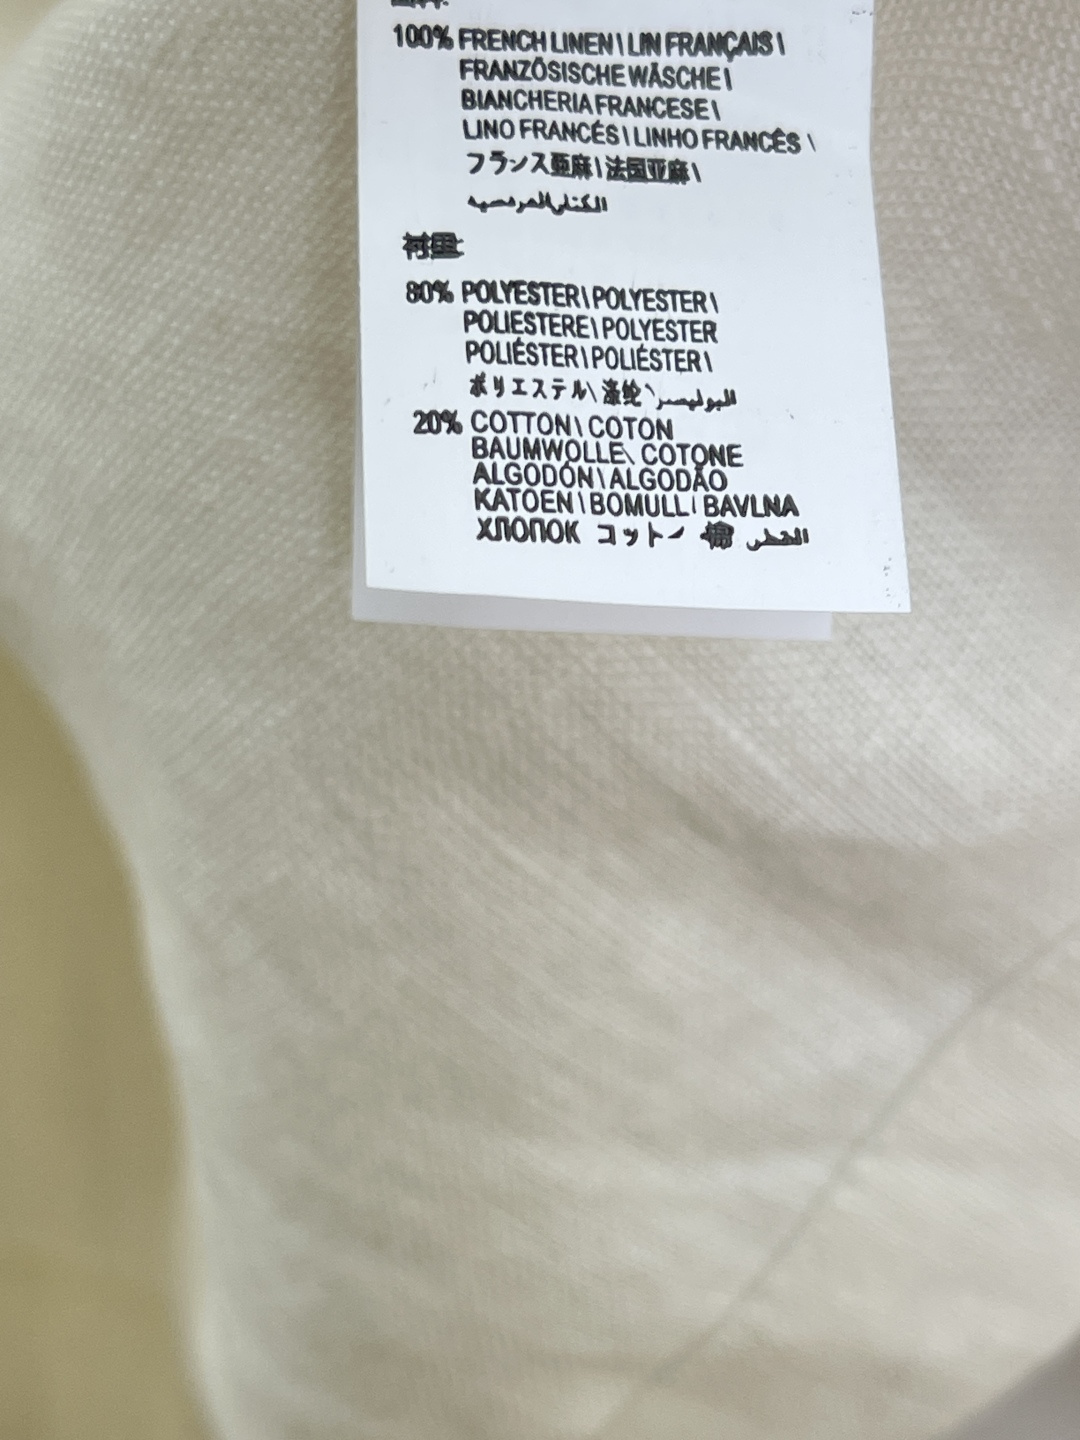 100% FRENCH LINEN \ LIN FRANÇAIS \
FRANZÖSISCHE WÄSCHE \
BIANCHERIA FRANCESE \
LINO FRANCÉS \ LINHO FRANCÊS \
フランス亜麻 \ 法国亚麻 \
衬里:
80% POLYESTER \ POLYESTER \
POLIESTERE \ POLYESTER
POLIÉSTER \ POLIÉSTER \
ポリエステル \ 涤纶 \ البوليستر
20% COTTON \ COTON
BAUMWOLLE \ COTONE
ALGODÓN \ ALGODÃO
KATOEN \ BOMULL \ BAVLNA
ХЛОПОК コットン 棉 القطن